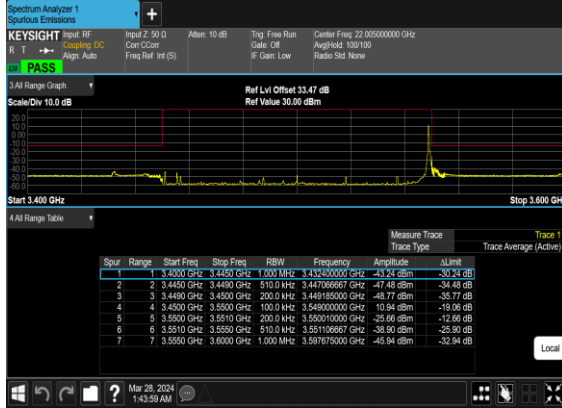 Spectrum Analyzer 1
Spurious Emissions
KEYSIGHT Input: RF Input Z: 50 Ω Atten: 10 dB Trig: Free Run Center Freq: 22.005000000 GHz
R T Coupling: DC Corr CCorr Gate: Off Avg|Hold: 100/100
Align: Auto Freq Ref: Int (S) IF Gain: Low Radio Std: None
PASS
3 All Range Graph
Ref Lvl Offset 33.47 dB
Scale/Div 10.0 dB Ref Value 30.00 dBm
20.0
10.0
0.00
-10.0
-20.0
-30.0
-40.0
-50.0
-60.0
Start 3.400 GHz Stop 3.600 GHz
4 All Range Table
Measure Trace Trace 1
Trace Type Trace Average (Active)
Spur Range Start Freq Stop Freq RBW Frequency Amplitude ΔLimit
1 1 3.4000 GHz 3.4450 GHz 1.000 MHz 3.432400000 GHz -43.24 dBm -30.24 dB
2 2 3.4450 GHz 3.4490 GHz 510.0 kHz 3.447066667 GHz -47.48 dBm -34.48 dB
3 3 3.4490 GHz 3.4500 GHz 200.0 kHz 3.449185000 GHz -48.77 dBm -35.77 dB
4 4 3.4500 GHz 3.5500 GHz 100.0 kHz 3.549000000 GHz 10.94 dBm -19.06 dB
5 5 3.5500 GHz 3.5510 GHz 200.0 kHz 3.550010000 GHz -25.66 dBm -12.66 dB
6 6 3.5510 GHz 3.5550 GHz 510.0 kHz 3.551106667 GHz -38.90 dBm -25.90 dB
7 7 3.5550 GHz 3.6000 GHz 1.000 MHz 3.597675000 GHz -45.94 dBm -32.94 dB
Local
Mar 28, 2024
1:43:59 AM